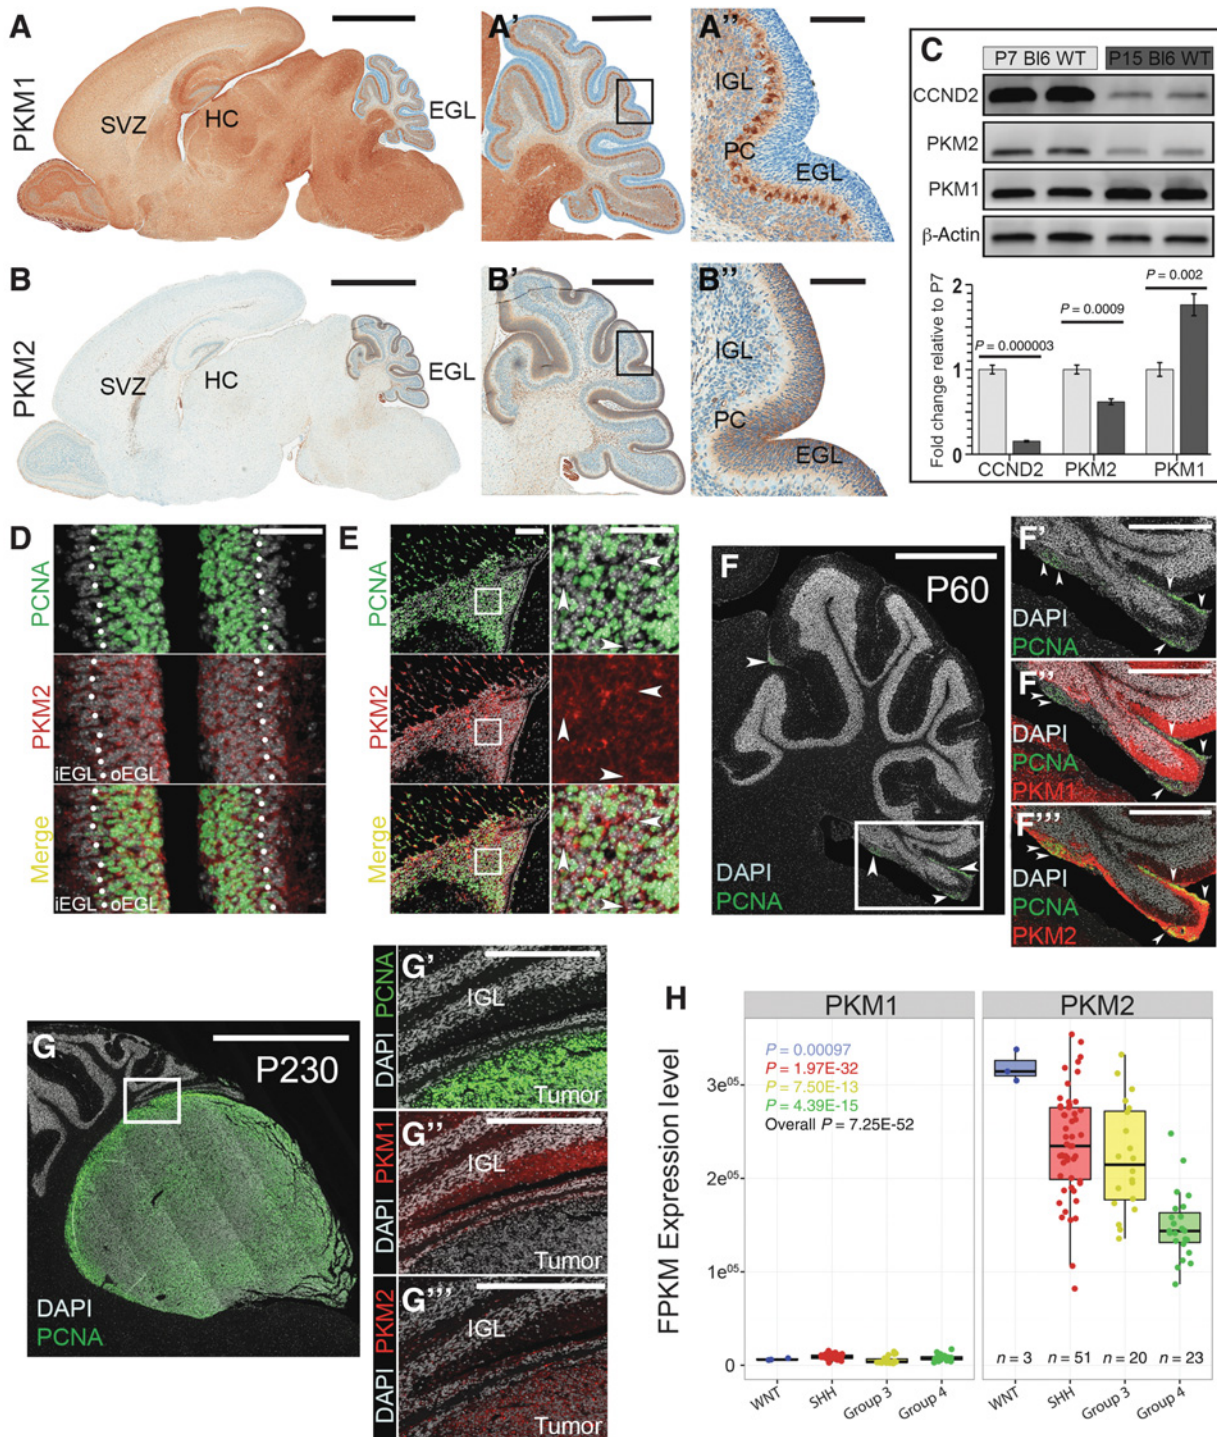 A
PKM1
SVZ
HC
EGL
A'
A''
IGL
PC
EGL
B
PKM2
SVZ
HC
EGL
B'
B''
IGL
PC
EGL
C
P7 Bl6 WT
P15 Bl6 WT
CCND2
PKM2
PKM1
β-Actin
Fold change relative to P7
2
1
0
P = 0.000003
P = 0.0009
P = 0.002
CCND2
PKM2
PKM1
D
PCNA
PKM2
iEGL oEGL
Merge
iEGL oEGL
E
PCNA
PKM2
Merge
F
P60
DAPI
PCNA
F'
DAPI
PCNA
F''
DAPI
PCNA
PKM1
F'''
DAPI
PCNA
PKM2
G
P230
DAPI
PCNA
G'
DAPI PCNA
IGL
Tumor
G''
DAPI PKM1
IGL
Tumor
G'''
DAPI PKM2
IGL
Tumor
H
PKM1
PKM2
FPKM Expression level
3e05
2e05
1e05
0
P = 0.00097
P = 1.97E-32
P = 7.50E-13
P = 4.39E-15
Overall P = 7.25E-52
n = 3
n = 51
n = 20
n = 23
WNT
SHH
Group 3
Group 4
WNT
SHH
Group 3
Group 4